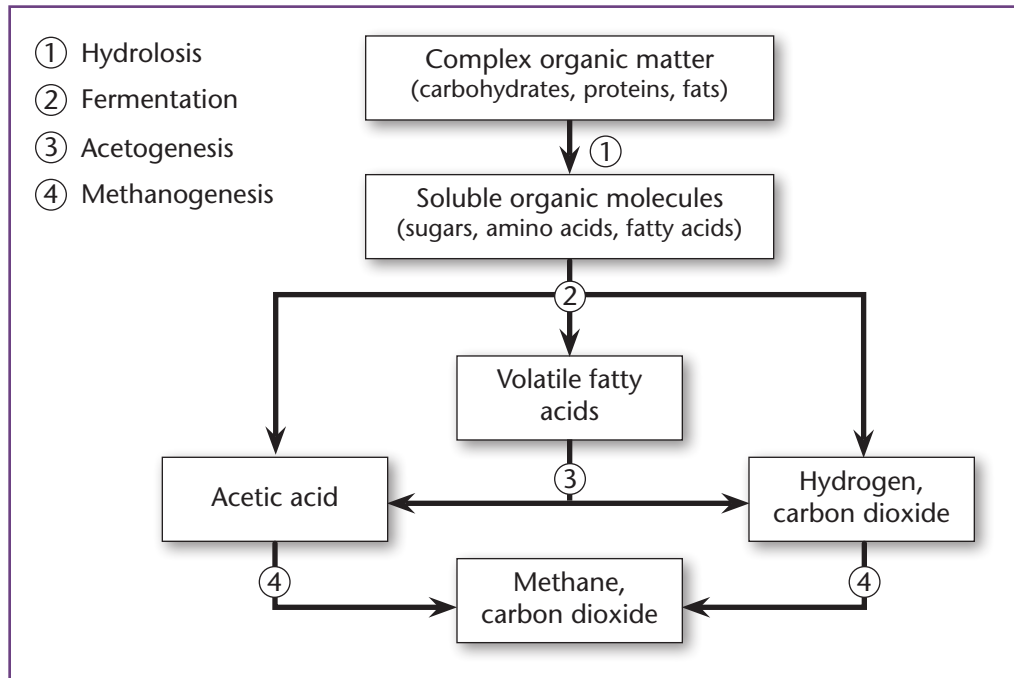 ① Hydrolosis
② Fermentation
③ Acetogenesis
④ Methanogenesis
Complex organic matter
(carbohydrates, proteins, fats)
①
Soluble organic molecules
(sugars, amino acids, fatty acids)
②
Volatile fatty
acids
③
Acetic acid
Hydrogen,
carbon dioxide
④
Methane,
carbon dioxide
④